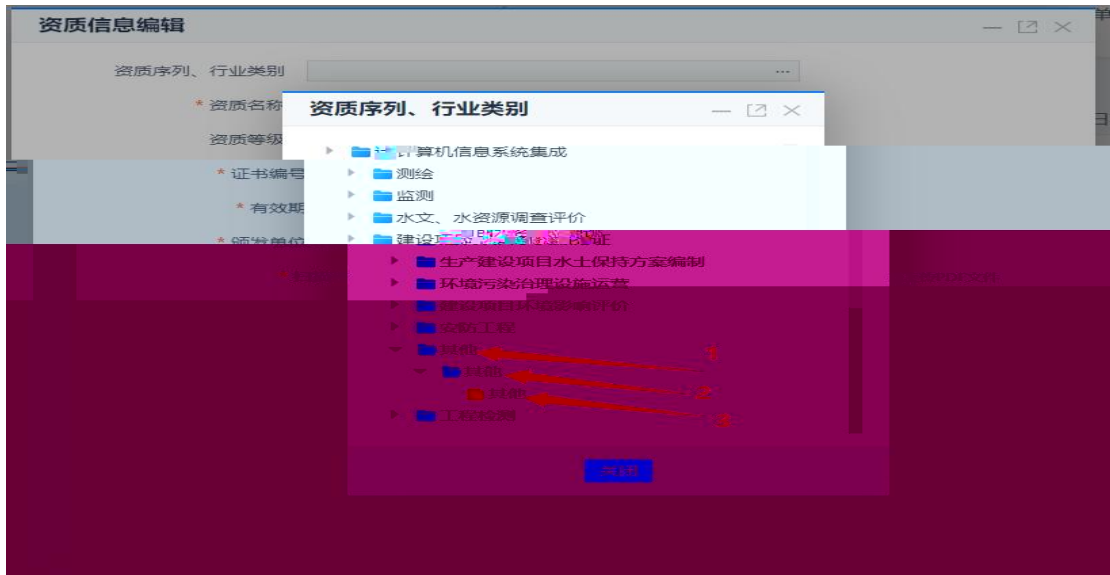 资质信息编辑
资质序列、行业类别
* 资质名称
资质序列、行业类别
资质等级
计算机信息系统集成
* 证书编号
测绘
监测
* 有效期
水文、水资源调查评价
* 颁发单位
建设项目
生产建设项目水土保持方案编制
环境污染治理设施运营
建设项目环境影响评价
安防工程
其他
1
其他
2
其他
3
工程检测
关闭